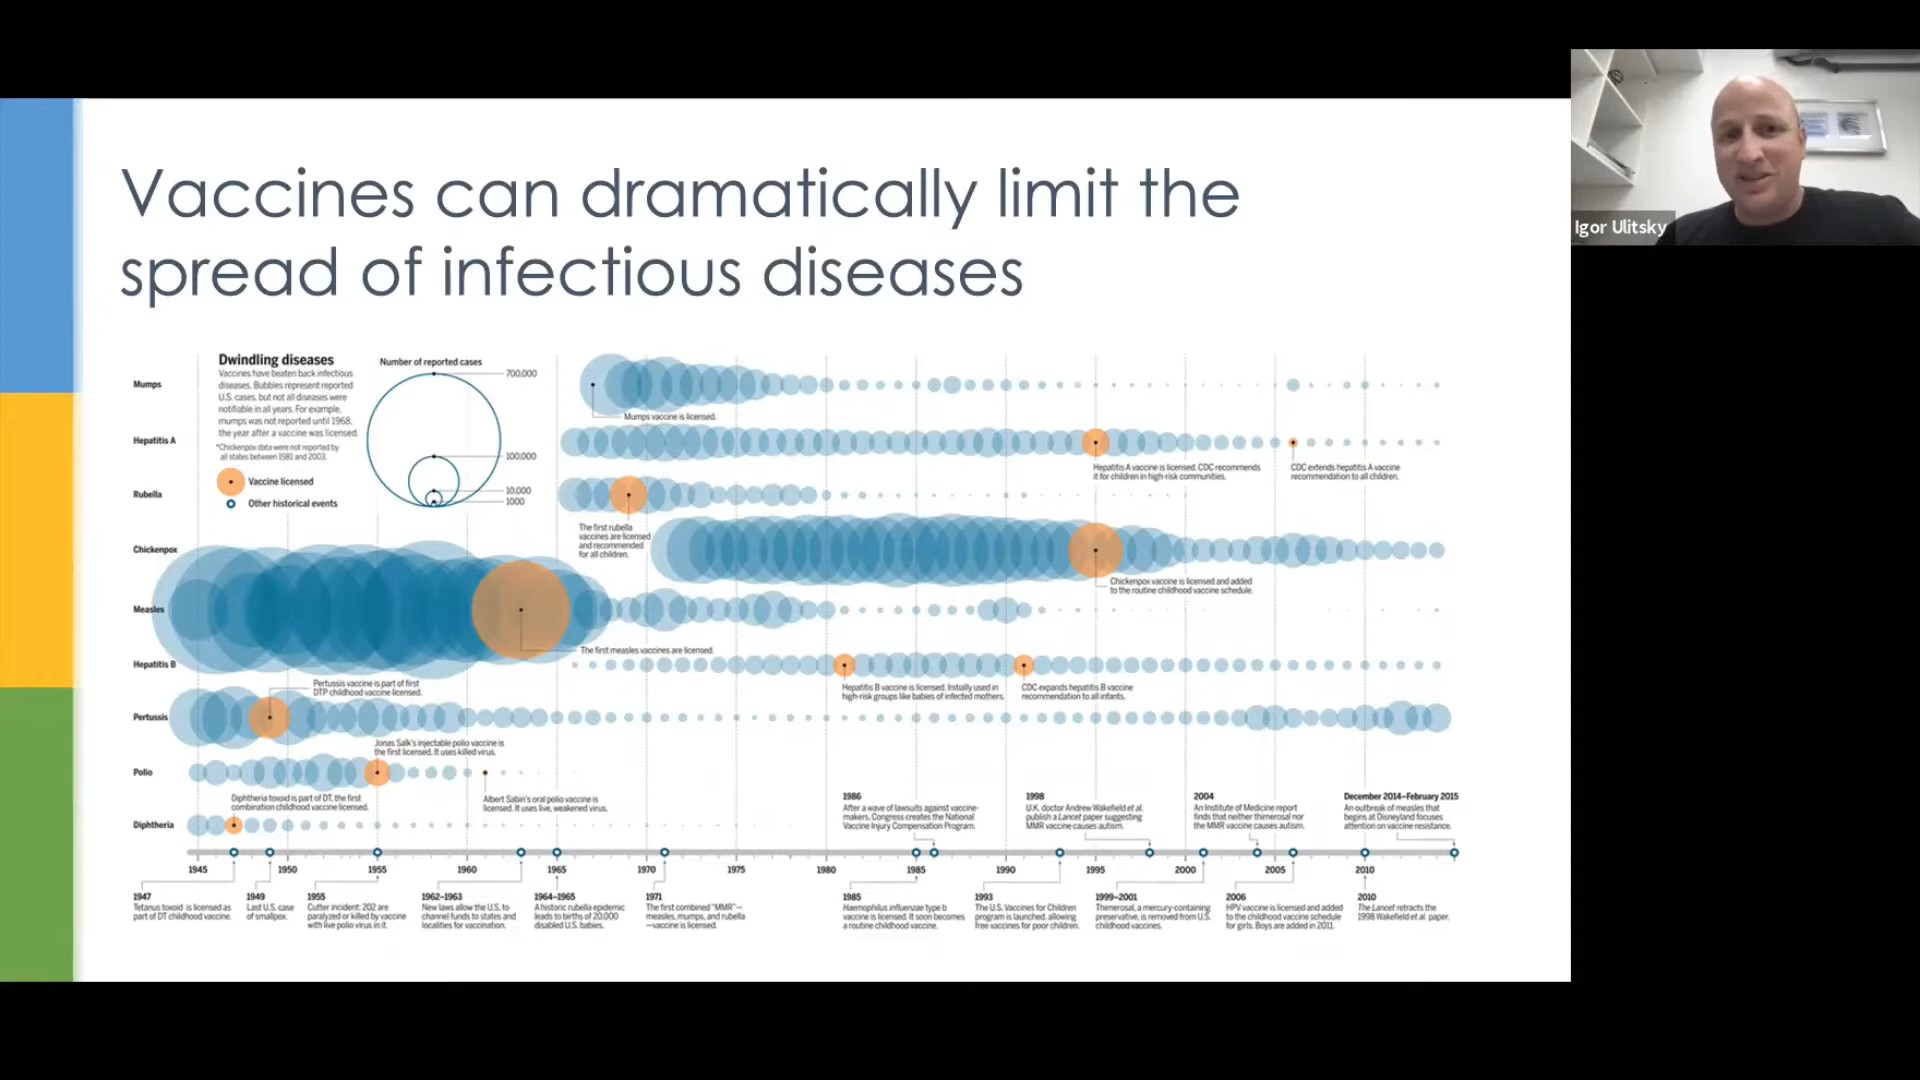 Vaccines can dramatically limit the
spread of infectious diseases
Igor Ulitsky
Dwindling diseases
Vaccines have beaten back infectious
diseases. Bubbles represent reported
U.S. cases, but not all diseases were
notifiable in all years. For example,
mumps was not reported until 1968,
the year after a vaccine was licensed.
*Chickenpox data were not reported by
all states between 1981 and 2003.
Vaccine licensed
Other historical events
Number of reported cases
700,000
100,000
10,000
1000
Mumps
Mumps vaccine is licensed.
Hepatitis A
Hepatitis A vaccine is licensed. CDC recommends
it for children in high-risk communities.
CDC extends hepatitis A vaccine
recommendation to all children.
Rubella
The first rubella
vaccines are licensed
and recommended
for all children.
Chickenpox
Chickenpox vaccine is licensed and added
to the routine childhood vaccine schedule.
Measles
The first measles vaccines are licensed.
Hepatitis B
Hepatitis B vaccine is licensed. Initially used in
high-risk groups like babies of infected mothers.
CDC expands hepatitis B vaccine
recommendation to all infants.
Pertussis vaccine is part of first
DTP childhood vaccine licensed.
Pertussis
Jonas Salk's injectable polio vaccine is
the first licensed. It uses killed virus.
Polio
Albert Sabin's oral polio vaccine is
licensed. It uses live, weakened virus.
Diphtheria toxoid is part of DT, the first
combination childhood vaccine licensed.
Diphtheria
1986
After a wave of lawsuits against vaccine-
makers, Congress creates the National
Vaccine Injury Compensation Program.
1998
U.K. doctor Andrew Wakefield et al.
publish a Lancet paper suggesting
MMR vaccine causes autism.
2004
An Institute of Medicine report
finds that neither thimerosal nor
the MMR vaccine causes autism.
December 2014–February 2015
An outbreak of measles that
begins at Disneyland focuses
attention on vaccine resistance.
1945 1950 1955 1960 1965 1970 1975 1980 1985 1990 1995 2000 2005 2010
1947
Tetanus toxoid is licensed as
part of DT childhood vaccine.
1949
Last U.S. case
of smallpox.
1955
Cutter incident: 202 are
paralyzed or killed by vaccine
with live polio virus in it.
1962–1963
New laws allow the U.S. to
channel funds to states and
localities for vaccination.
1964–1965
A historic rubella epidemic
leads to births of 20,000
disabled U.S. babies.
1971
The first combined "MMR"—
measles, mumps, and rubella
—vaccine is licensed.
1985
Haemophilus influenzae type b
vaccine is licensed. It soon becomes
a routine childhood vaccine.
1993
The U.S. Vaccines for Children
program is launched, allowing
free vaccines for poor children.
1999–2001
Thimerosal, a mercury-containing
preservative, is removed from U.S.
childhood vaccines.
2006
HPV vaccine is licensed and added
to the childhood vaccine schedule
for girls. Boys are added in 2011.
2010
The Lancet retracts the
1998 Wakefield et al. paper.